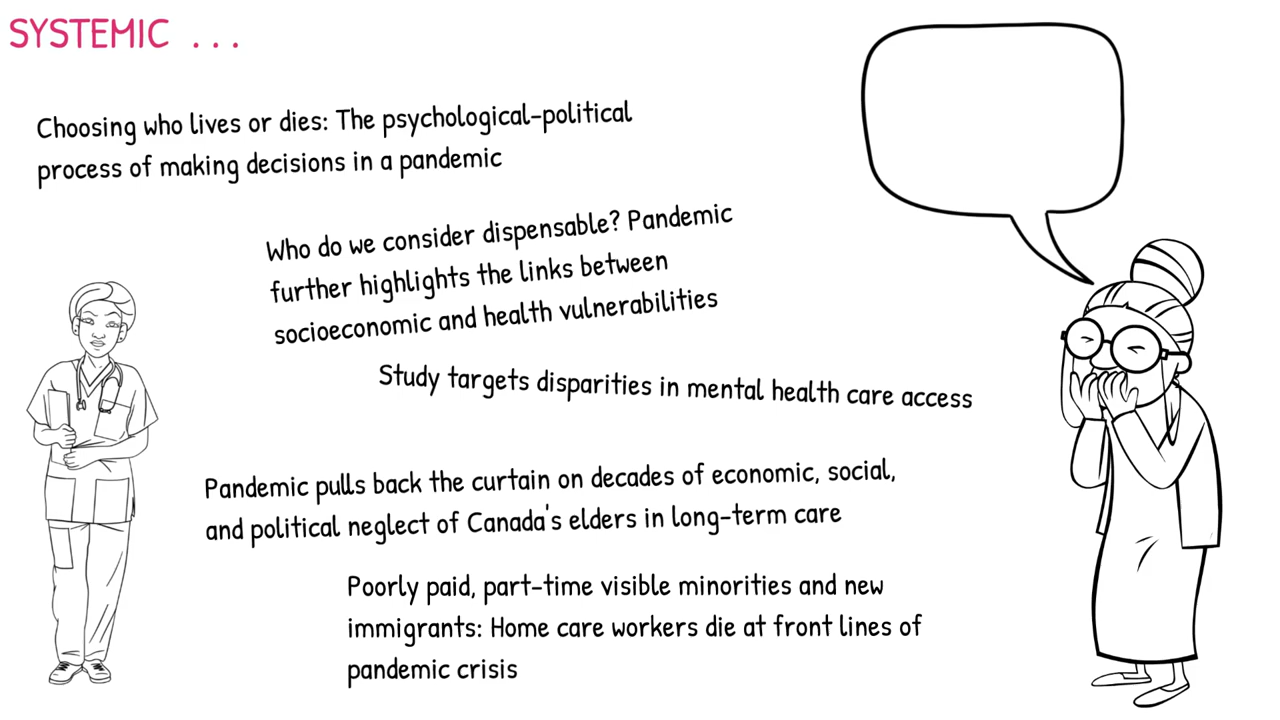 SYSTEMIC ...
Choosing who lives or dies: The psychological-political
process of making decisions in a pandemic
Who do we consider dispensable? Pandemic
further highlights the links between
socioeconomic and health vulnerabilities
Study targets disparities in mental health care access
Pandemic pulls back the curtain on decades of economic, social,
and political neglect of Canada's elders in long-term care
Poorly paid, part-time visible minorities and new
immigrants: Home care workers die at front lines of
pandemic crisis